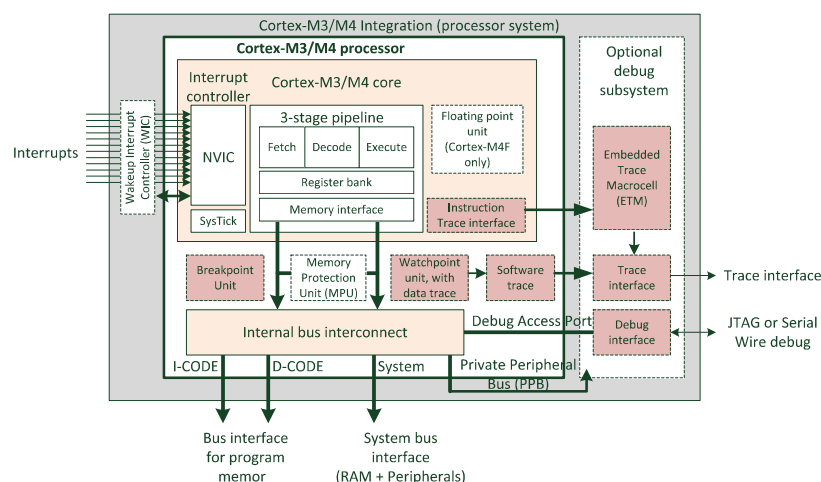 Cortex-M3/M4 Integration (processor system)
Cortex-M3/M4 processor
Optional
debug
subsystem
Interrupt
controller
Cortex-M3/M4 core
Interrupts
Wakeup Interrupt
Controller (WIC)
NVIC
SysTick
3-stage pipeline
Fetch
Decode
Execute
Register bank
Memory interface
Floating point
unit
(Cortex-M4F
only)
Instruction
Trace interface
Embedded
Trace
Macrocell
(ETM)
Breakpoint
Unit
Memory
Protection
Unit (MPU)
Watchpoint
unit, with
data trace
Software
trace
Trace
interface
Trace interface
Internal bus interconnect
Debug Access Port
Debug
interface
JTAG or Serial
Wire debug
I-CODE
D-CODE
System
Private Peripheral
Bus (PPB)
Bus interface
for program
memor
System bus
interface
(RAM + Peripherals)